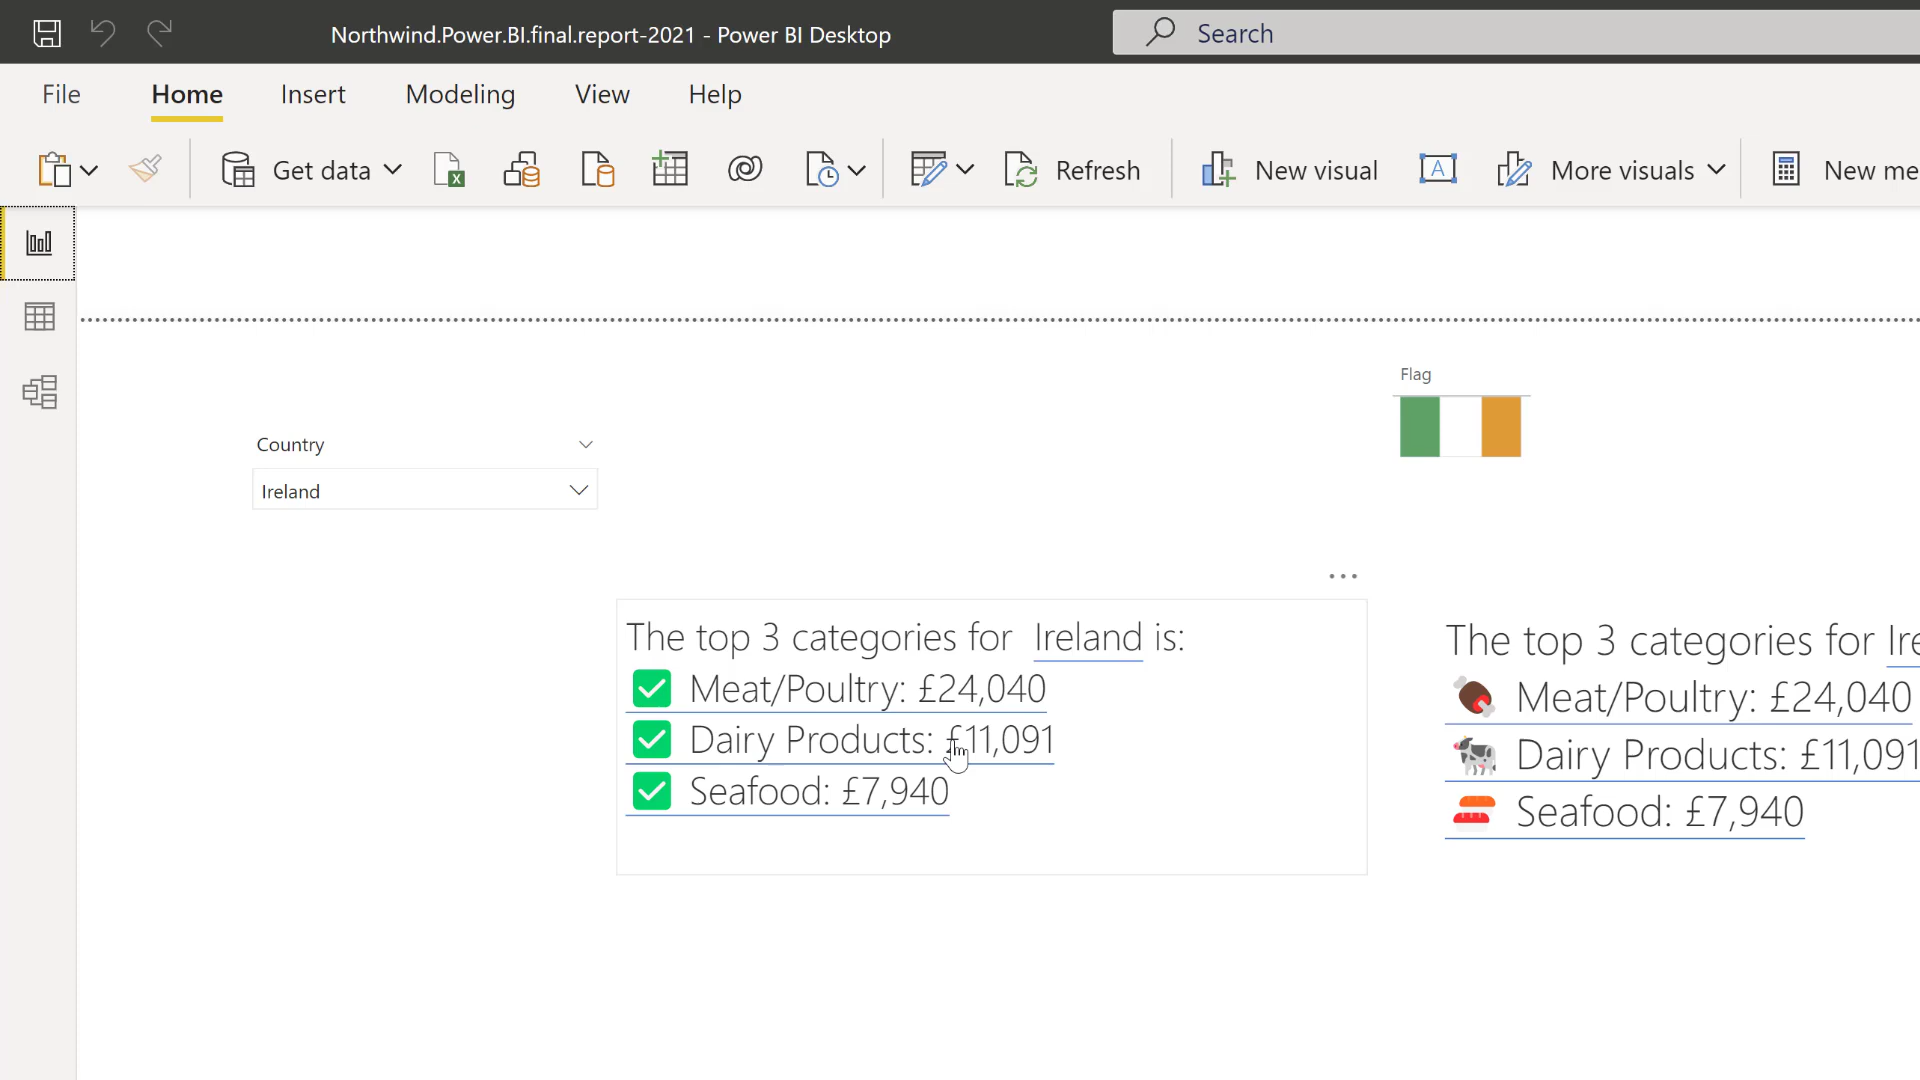 Northwind.Power.BI.final.report-2021 - Power BI Desktop
Search
File
Home
Insert
Modeling
View
Help
Get data
Refresh
A
New visual
More visuals
New me
Flag
Country
Ireland
The top 3 categories for Ireland is:
Meat/Poultry: £24,040
Dairy Products: £11,091
Seafood: £7,940
The top 3 categories for Ire
Meat/Poultry: £24,040
Dairy Products: £11,091
Seafood: £7,940